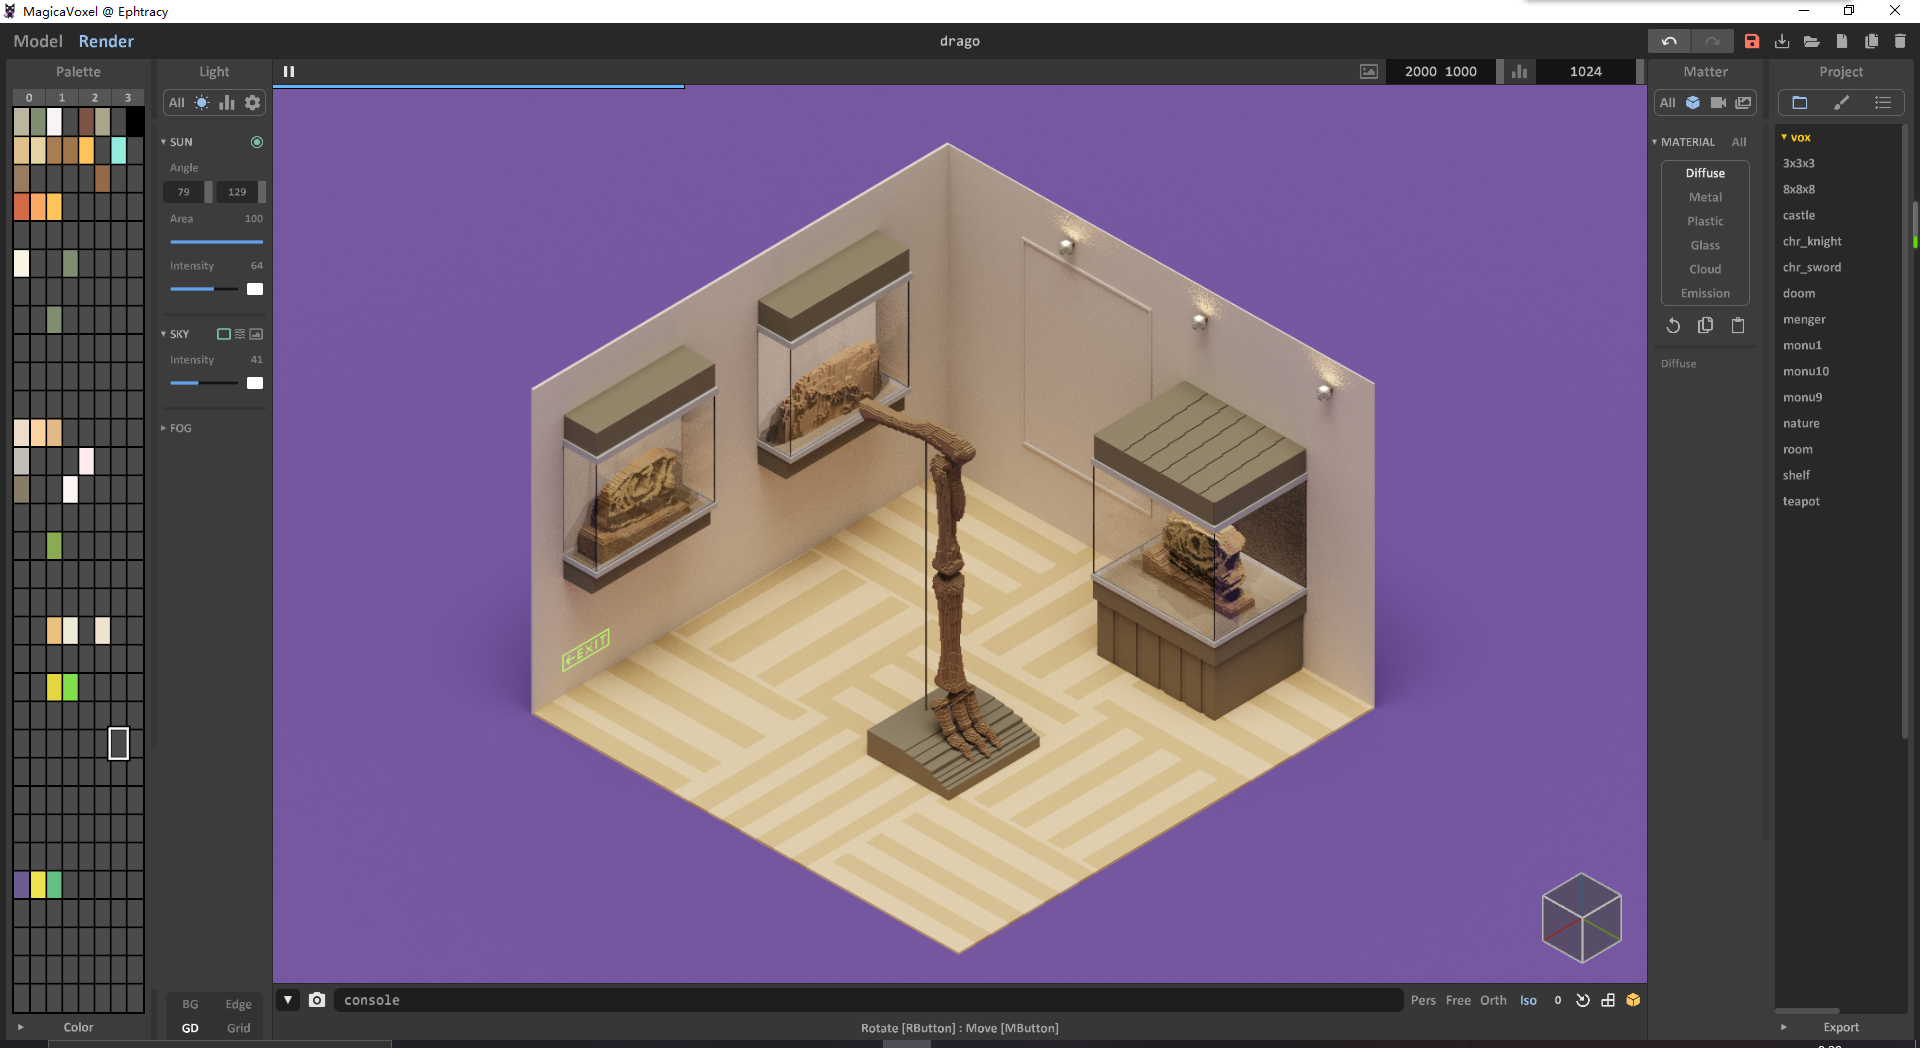 MagicaVoxel @ Ephtracy
Model Render
drago
Palette
0 1 2 3
Color
Light
All
SUN
Angle
79 129
Area 100
Intensity 64
SKY
Intensity 41
FOG
BG Edge
GD Grid
2000 1000
1024
←EXIT
console
Pers Free Orth Iso 0
Rotate [RButton] : Move [MButton]
Matter
All
MATERIAL All
Diffuse
Metal
Plastic
Glass
Cloud
Emission
Diffuse
Project
vox
3x3x3
8x8x8
castle
chr_knight
chr_sword
doom
menger
monu1
monu10
monu9
nature
room
shelf
teapot
Export